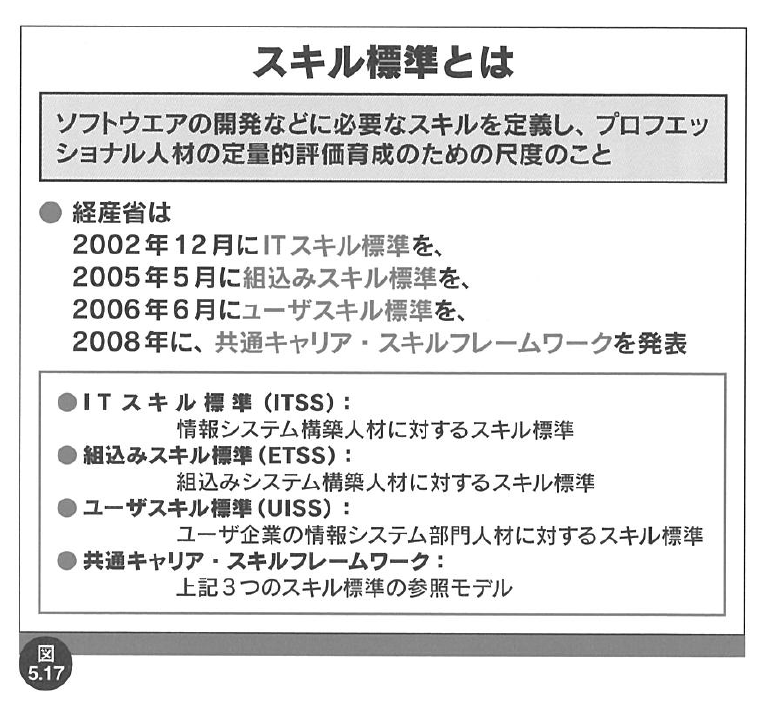 スキル標準とは
ソフトウエアの開発などに必要なスキルを定義し、プロフエッ
ショナル人材の定量的評価育成のための尺度のこと
● 経産省は
2002年12月にITスキル標準を、
2005年5月に組込みスキル標準を、
2006年6月にユーザスキル標準を、
2008年に、共通キャリア・スキルフレームワークを発表
●ITスキル標準(ITSS):
情報システム構築人材に対するスキル標準
●組込みスキル標準(ETSS):
組込みシステム構築人材に対するスキル標準
●ユーザスキル標準(UISS):
ユーザ企業の情報システム部門人材に対するスキル標準
●共通キャリア・スキルフレームワーク:
上記3つのスキル標準の参照モデル
図
5.17